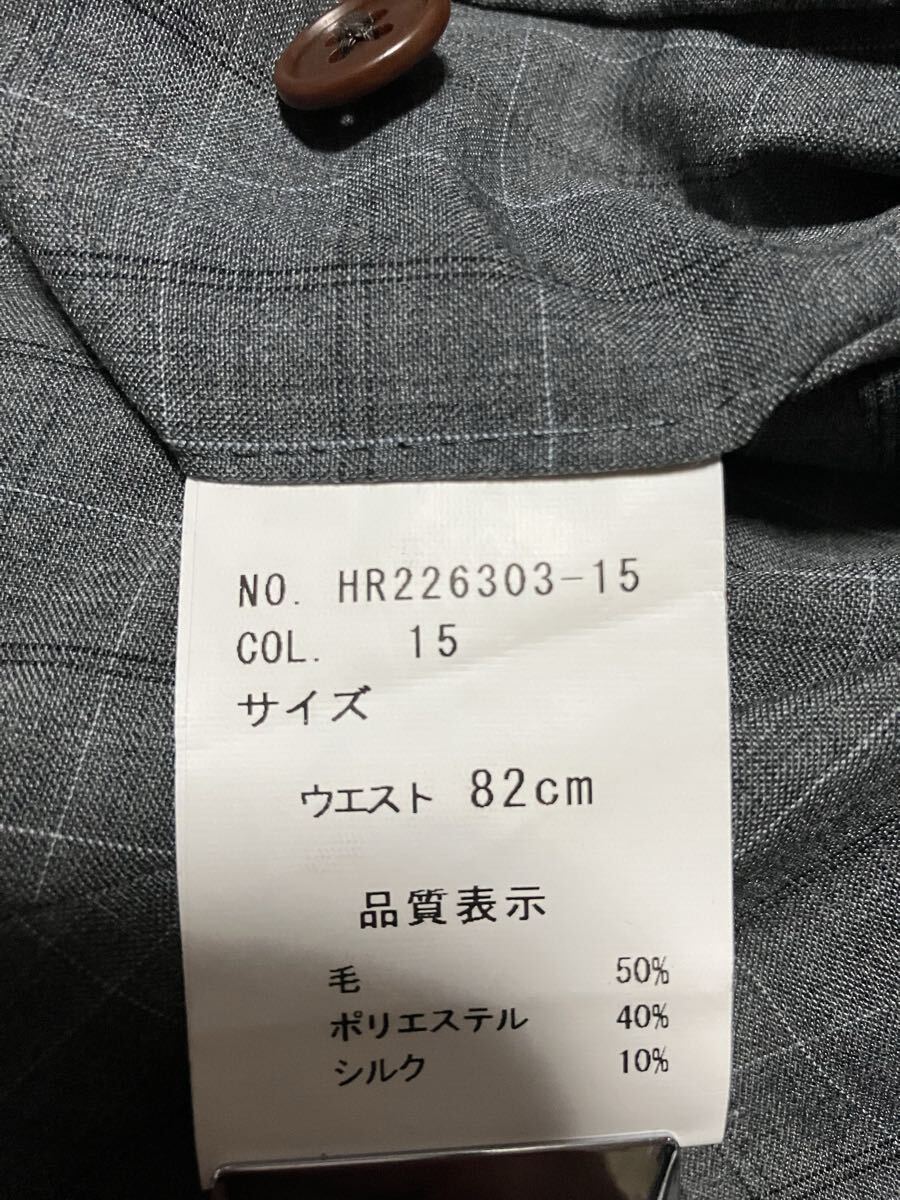 NO. HR226303-15
COL. 15
サイズ
ウエスト 82cm
品質表示
毛 50%
ポリエステル 40%
シルク 10%